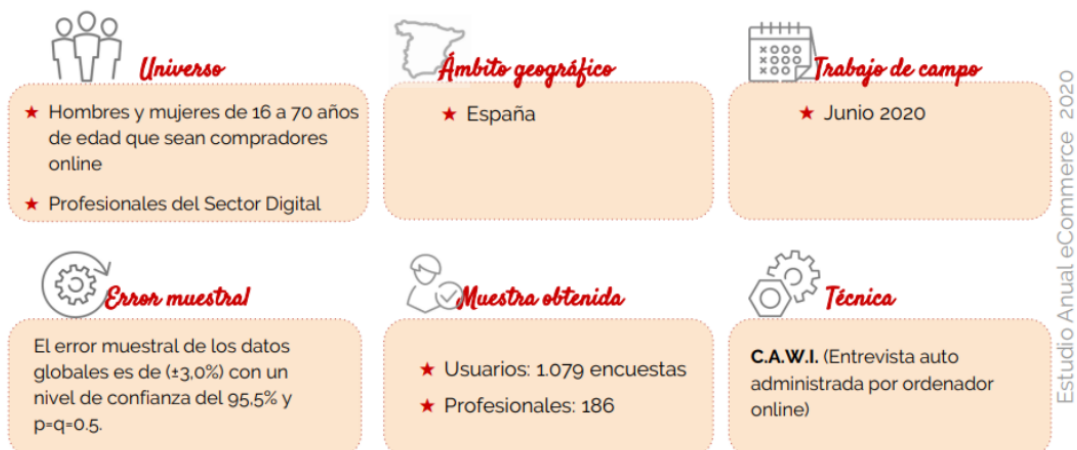 Universo
★ Hombres y mujeres de 16 a 70 años
de edad que sean compradores
online
★ Profesionales del Sector Digital
Ámbito geográfico
★ España
Trabajo de campo
★ Junio 2020
Error muestral
El error muestral de los datos
globales es de (±3,0%) con un
nivel de confianza del 95,5% y
p=q=0.5.
Muestra obtenida
★ Usuarios: 1.079 encuestas
★ Profesionales: 186
Técnica
C.A.W.I. (Entrevista auto
administrada por ordenador
online)
Estudio Anual eCommerce 2020